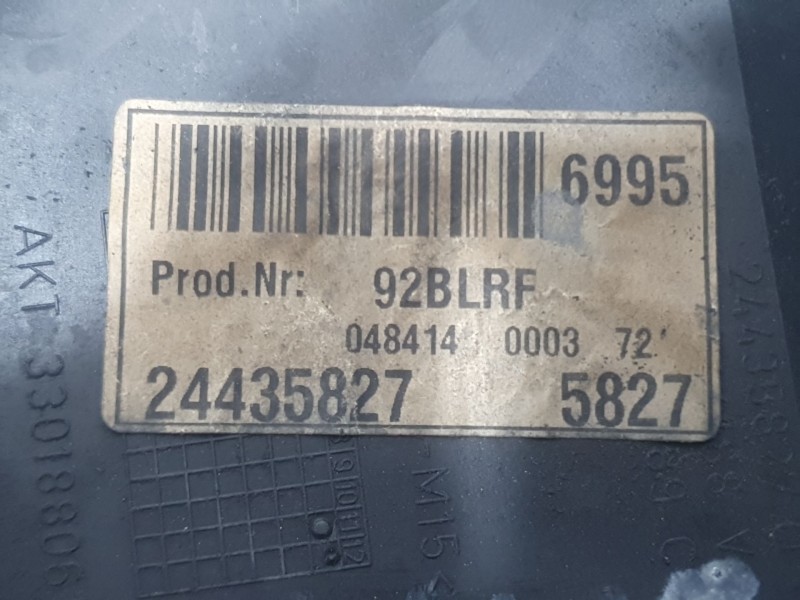 6995
Prod.Nr: 92BLRF
048414 0003 72'
24435827 5827
AKT 33018806
-M15<